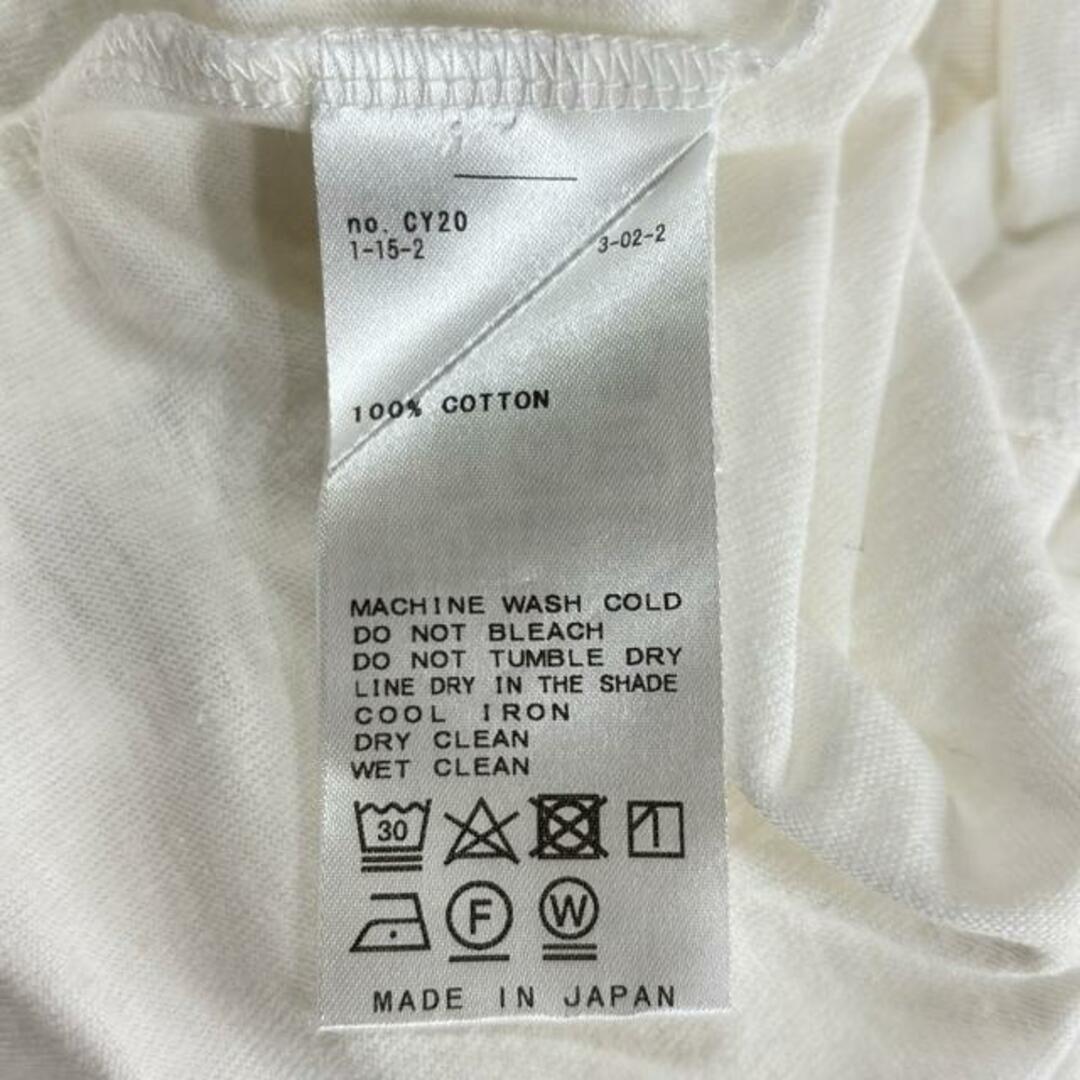 no. CY20
1-15-2 3-02-2
100% COTTON
MACHINE WASH COLD
DO NOT BLEACH
DO NOT TUMBLE DRY
LINE DRY IN THE SHADE
COOL IRON
DRY CLEAN
WET CLEAN
30
F W
MADE IN JAPAN